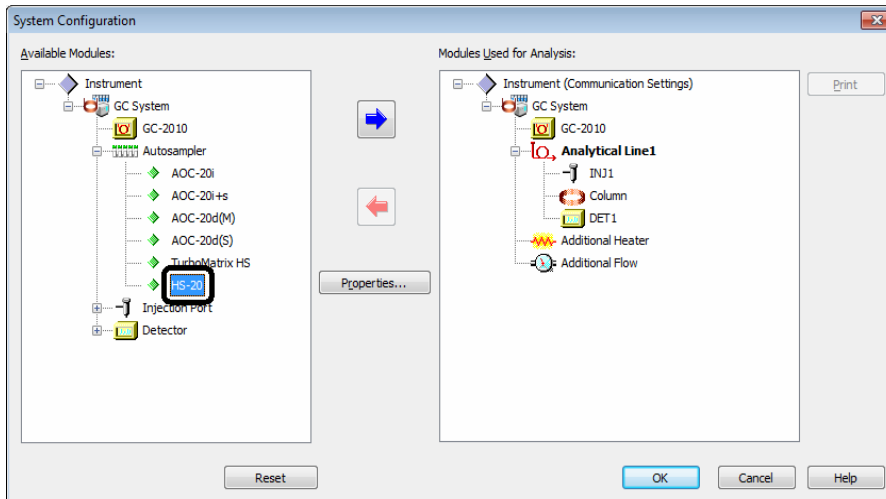 System Configuration
Available Modules:
Instrument
GC System
GC-2010
Autosampler
AOC-20i
AOC-20i+s
AOC-20d(M)
AOC-20d(S)
TurboMatrix HS
HS-20
Injection Port
Detector
Properties...
Modules Used for Analysis:
Instrument (Communication Settings)
GC System
GC-2010
Analytical Line1
INJ1
Column
DET1
Additional Heater
Additional Flow
Print
Reset
OK
Cancel
Help